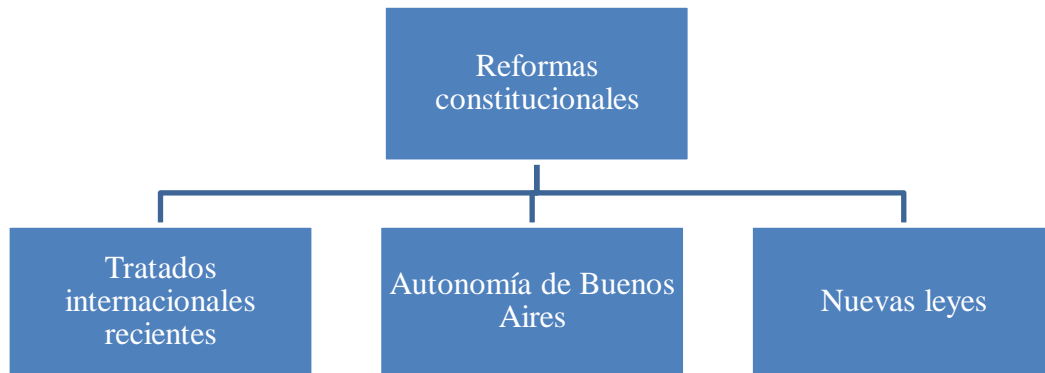 Reformas
constitucionales
Tratados
internacionales
recientes
Autonomía de Buenos
Aires
Nuevas leyes